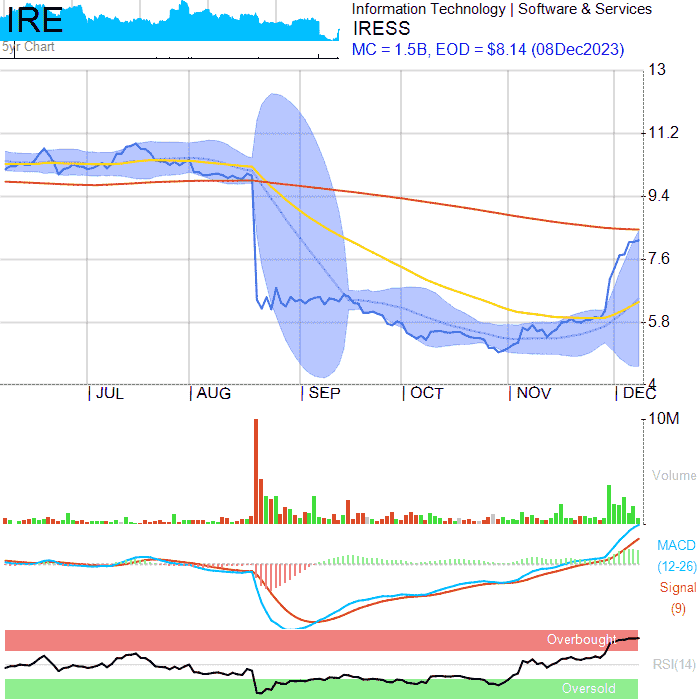 IRE
5yr Chart
Information Technology | Software & Services
IRESS
MC = 1.5B, EOD = $8.14 (08Dec2023)
13
11.2
9.4
7.6
5.8
4
JUL
AUG
SEP
OCT
NOV
DEC
10M
Volume
MACD
(12-26)
Signal
(9)
Overbought
RSI(14)
Oversold